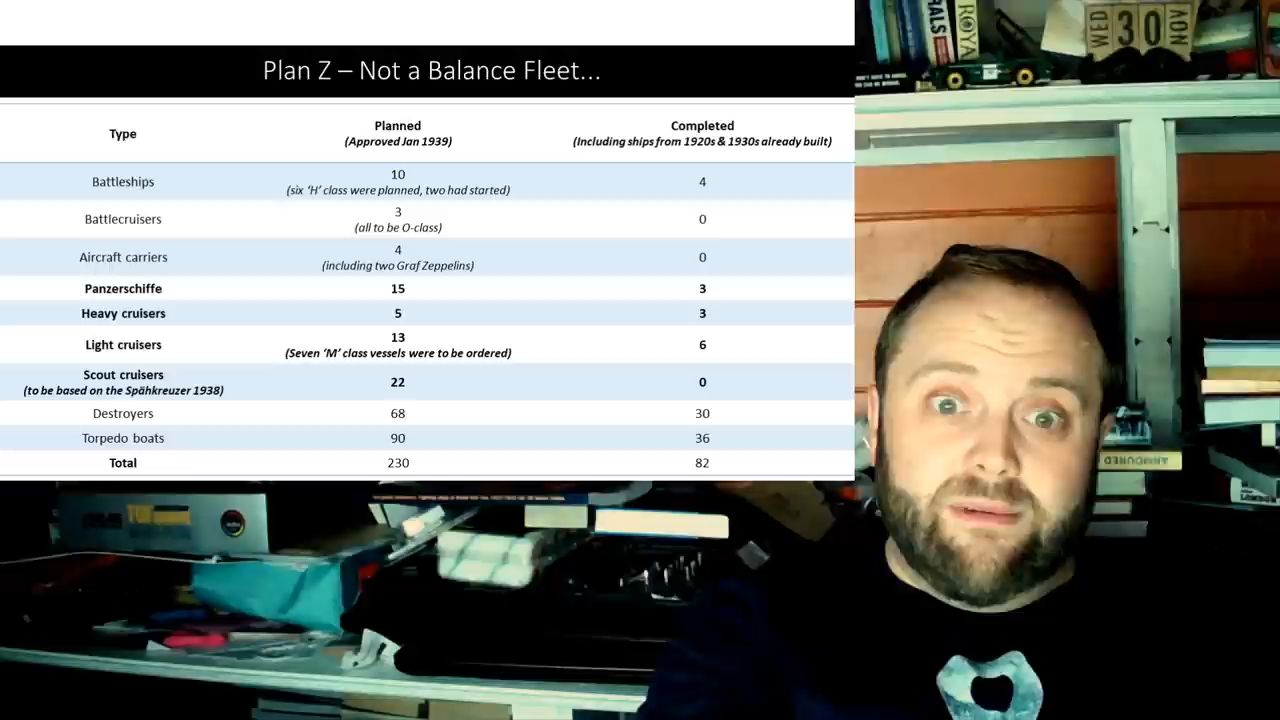 Plan Z – Not a Balance Fleet...
Type Planned Completed
(Approved Jan 1939) (Including ships from 1920s & 1930s already built)
Battleships 10 4
(six ‘H’ class were planned, two had started)
Battlecruisers 3 0
(all to be O-class)
Aircraft carriers 4 0
(including two Graf Zeppelins)
Panzerschiffe 15 3
Heavy cruisers 5 3
Light cruisers 13 6
(Seven ‘M’ class vessels were to be ordered)
Scout cruisers 22 0
(to be based on the Spähkreuzer 1938)
Destroyers 68 30
Torpedo boats 90 36
Total 230 82
WED 30 NOV
ARMOURED